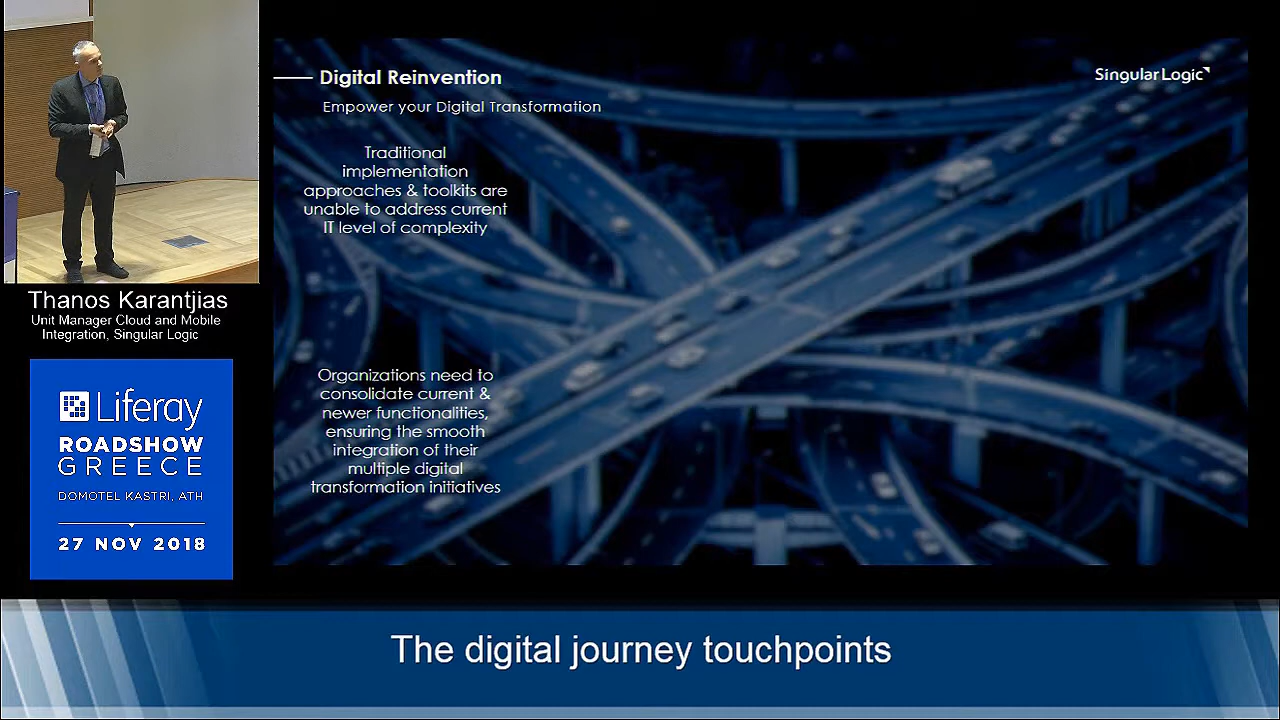 Digital Reinvention
SingularLogic
Empower your Digital Transformation
Traditional
implementation
approaches & toolkits are
unable to address current
IT level of complexity
Organizations need to
consolidate current &
newer functionalities,
ensuring the smooth
integration of their
multiple digital
transformation initiatives
Thanos Karantjias
Unit Manager Cloud and Mobile
Integration, Singular Logic
Liferay
ROADSHOW
GREECE
DOMOTEL KASTRI, ATH
27 NOV 2018
The digital journey touchpoints